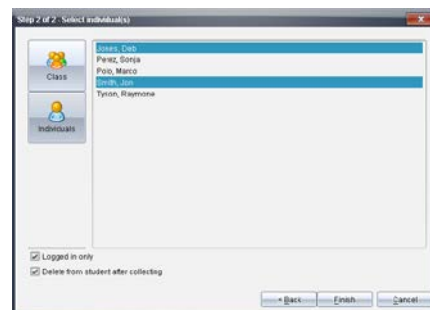 Step 2 of 2 - Select individual(s)
Class
Individuals
Jones, Deb
Perez, Sonja
Polo, Marco
Smith, Jon
Tyson, Raymone
Logged in only
Delete from student after collecting
< Back
Finish
Cancel